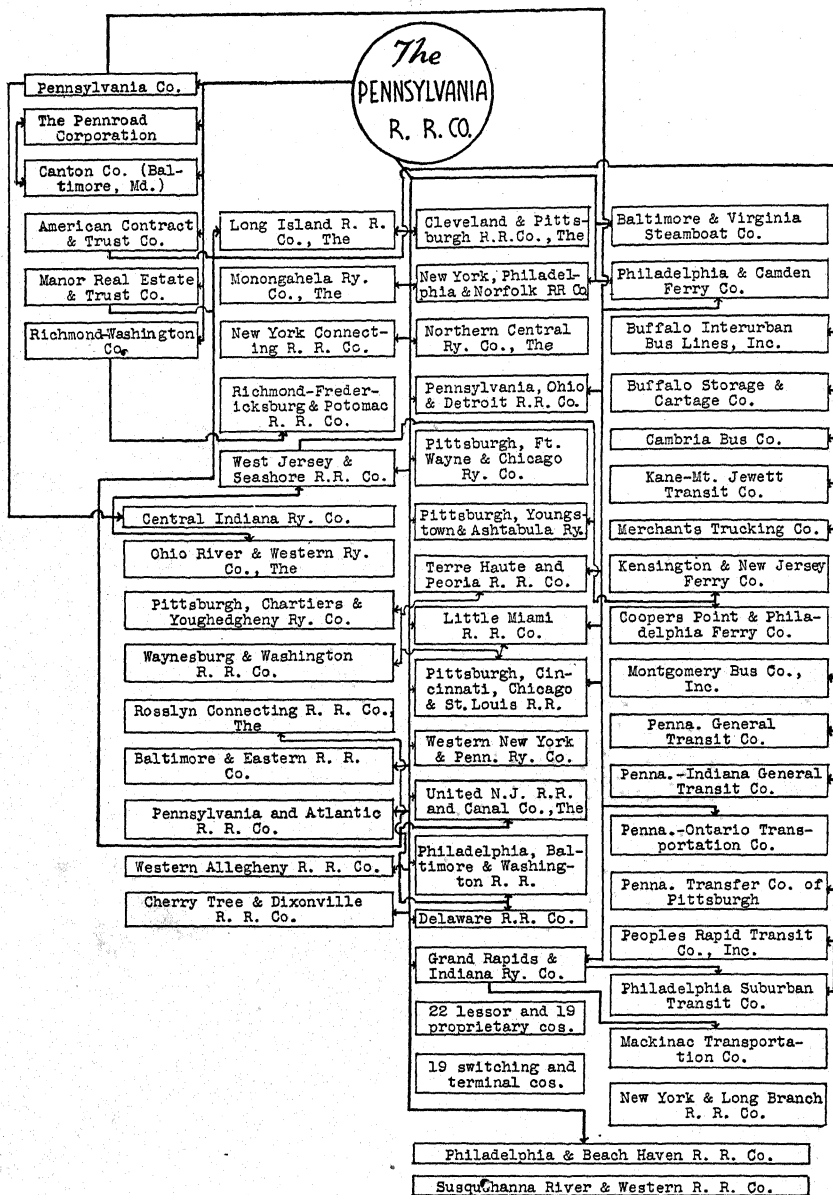 The
PENNSYLVANIA
R. R. CO.
Pennsylvania Co.
The Pennroad
Corporation
Canton Co. (Bal-
timore, Md.)
American Contract
& Trust Co.
Manor Real Estate
& Trust Co.
Richmond-Washington
Co.
Long Island R. R.
Co., The
Monongahela Ry.
Co., The
New York Connect-
ing R. R. Co.
Richmond-Freder-
icksburg & Potomac
R. R. Co.
West Jersey &
Seashore R.R. Co.
Central Indiana Ry. Co.
Ohio River & Western Ry.
Co., The
Pittsburgh, Chartiers &
Youghedgheny Ry. Co.
Waynesburg & Washington
R. R. Co.
Rosslyn Connecting R. R. Co.,
The
Baltimore & Eastern R. R.
Co.
Pennsylvania and Atlantic
R. R. Co.
Western Allegheny R. R. Co.
Cherry Tree & Dixonville
R. R. Co.
Cleveland & Pitts-
burgh R.R.Co., The
New York, Philadel-
phia & Norfolk RR Co
Northern Central
Ry. Co., The
Pennsylvania, Ohio
& Detroit R.R. Co.
Pittsburgh, Ft.
Wayne & Chicago
Ry. Co.
Pittsburgh, Youngs-
town & Ashtabula Ry.
Terre Haute and
Peoria R. R. Co.
Little Miami
R. R. Co.
Pittsburgh, Cin-
cinnati, Chicago
& St.Louis R.R.
Western New York
& Penn. Ry. Co.
United N.J. R.R.
and Canal Co.,The
Philadelphia, Bal-
timore & Washing-
ton R. R.
Delaware R.R. Co.
Grand Rapids &
Indiana Ry. Co.
22 lessor and 19
proprietary cos.
19 switching and
terminal cos.
Baltimore & Virginia
Steamboat Co.
Philadelphia & Camden
Ferry Co.
Buffalo Interurban
Bus Lines, Inc.
Buffalo Storage &
Cartage Co.
Cambria Bus Co.
Kane-Mt. Jewett
Transit Co.
Merchants Trucking Co.
Kensington & New Jersey
Ferry Co.
Coopers Point & Phila-
delphia Ferry Co.
Montgomery Bus Co.,
Inc.
Penna. General
Transit Co.
Penna.-Indiana General
Transit Co.
Penna.-Ontario Trans-
portation Co.
Penna. Transfer Co. of
Pittsburgh
Peoples Rapid Transit
Co., Inc.
Philadelphia Suburban
Transit Co.
Mackinac Transporta-
tion Co.
New York & Long Branch
R. R. Co.
Philadelphia & Beach Haven R. R. Co.
Susquehanna River & Western R. R. Co.